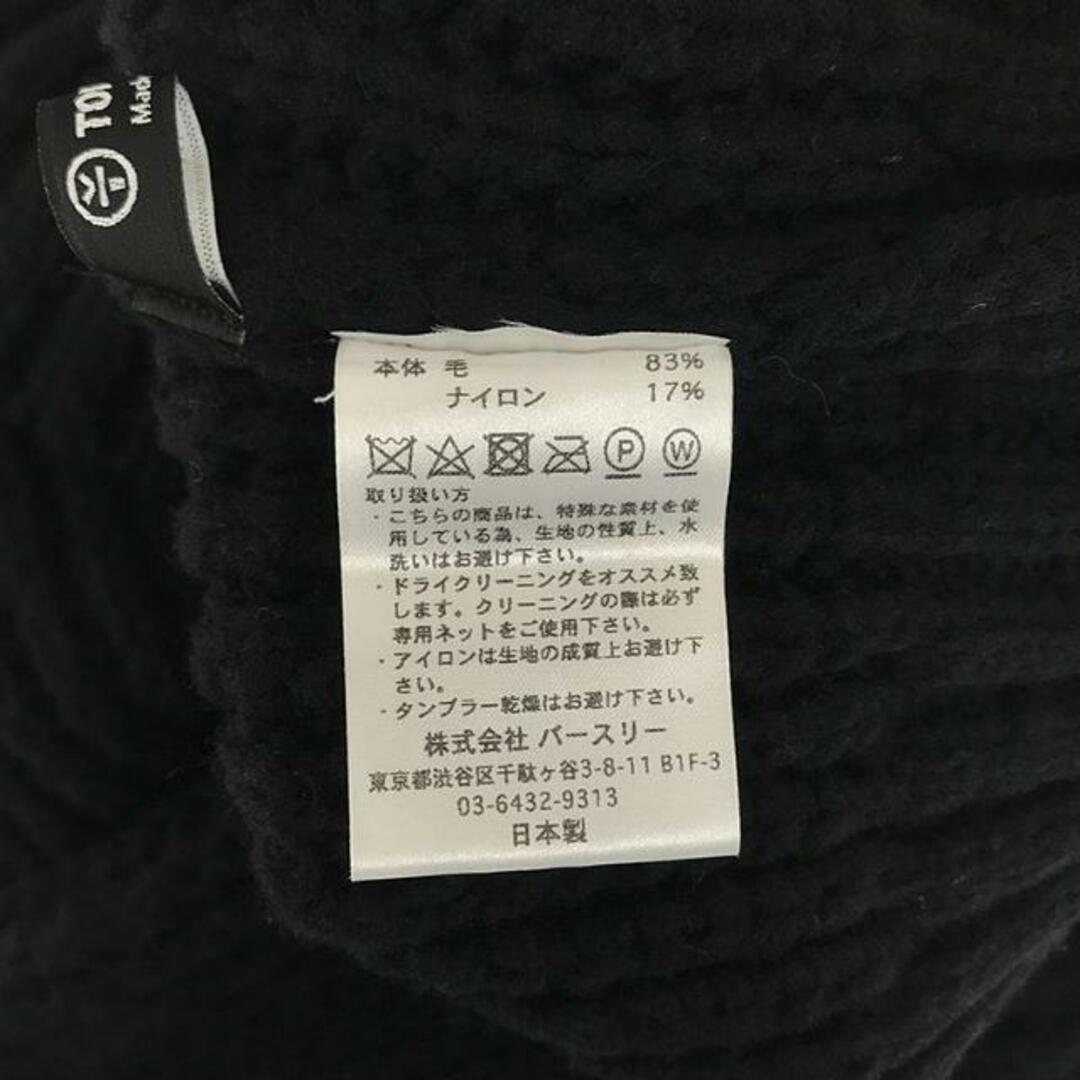 TO
Mad
本体 毛 83%
ナイロン 17%
P W
取り扱い方
・こちらの商品は、特殊な素材を使
用している為、生地の性質上、水
洗いはお避け下さい。
・ドライクリーニングをオススメ致
します。クリーニングの際は必ず
専用ネットをご使用下さい。
・アイロンは生地の成質上お避け下
さい。
・タンブラー乾燥はお避け下さい。
株式会社 バースリー
東京都渋谷区千駄ヶ谷3-8-11 B1F-3
03-6432-9313
日本製